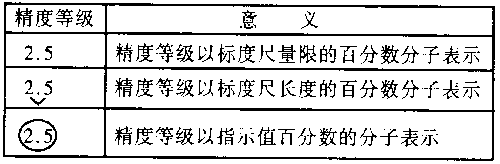 精度等级 意 义
2.5 精度等级以标度尺量限的百分数分子表示
2.5 精度等级以标度尺长度的百分数分子表示
2.5 精度等级以指示值百分数的分子表示